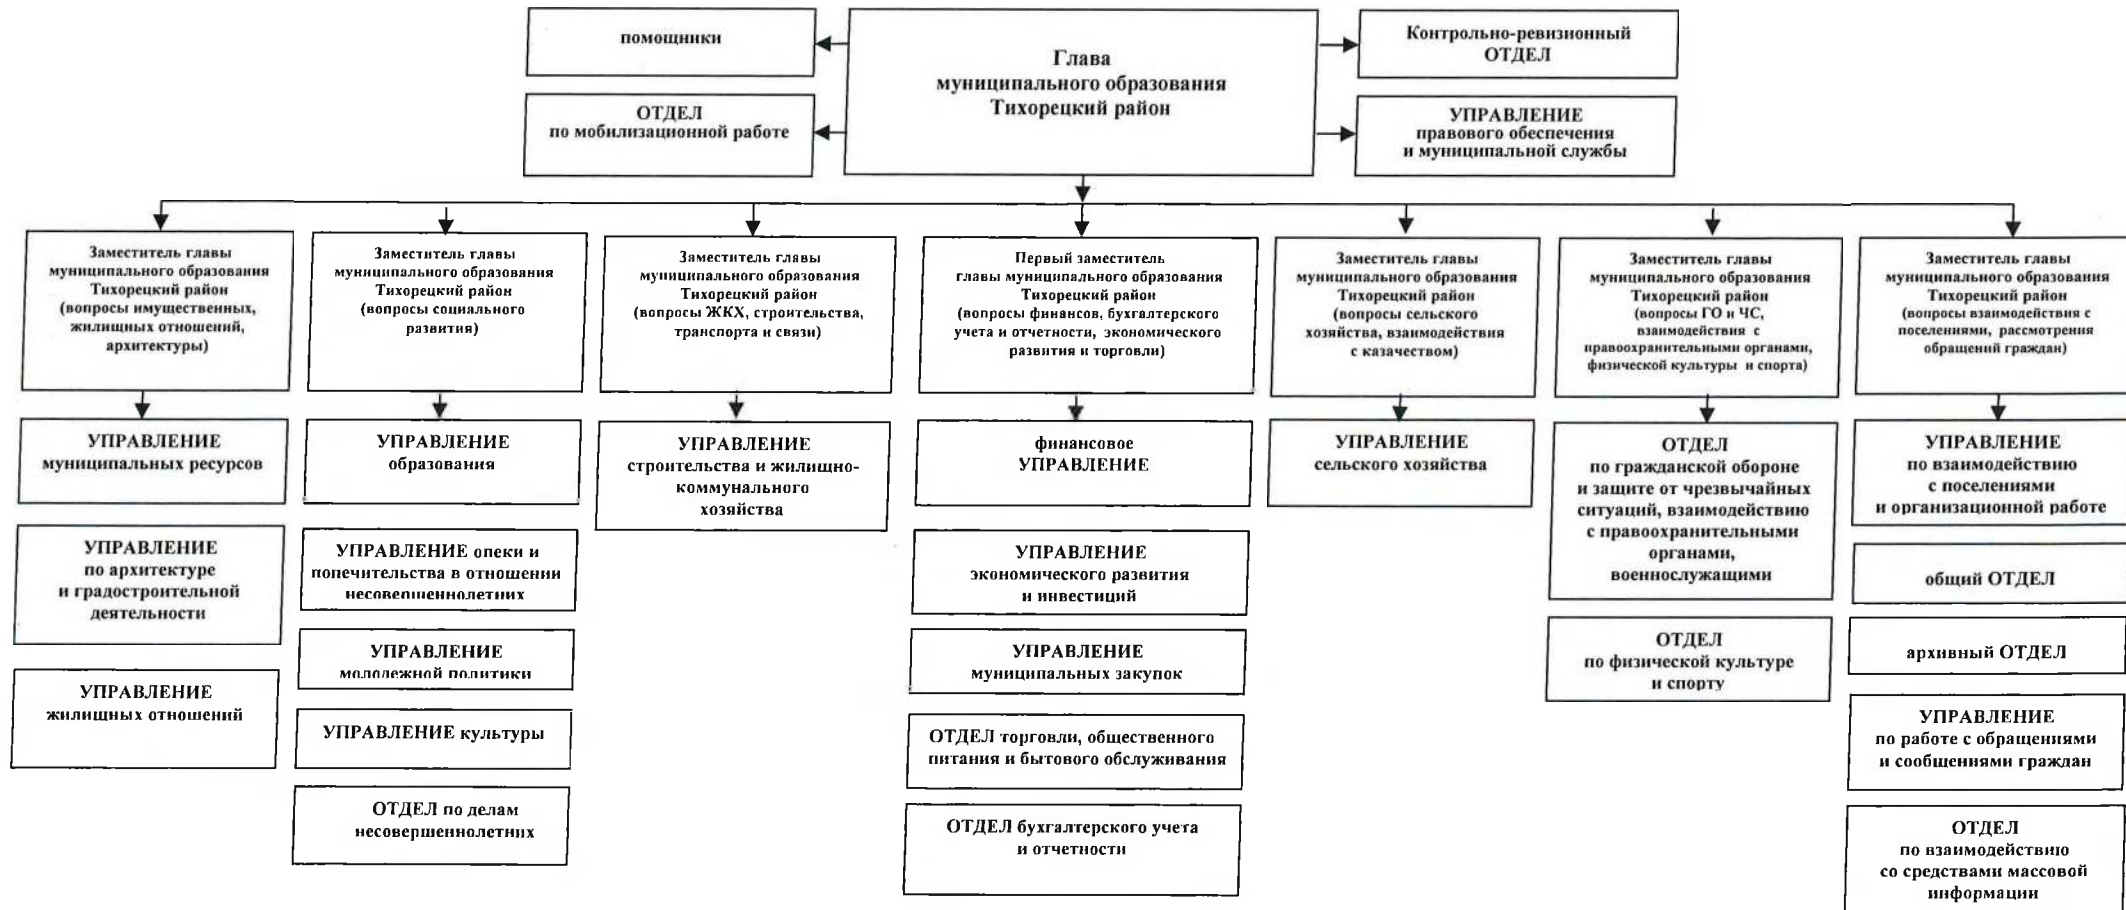 помощники
ОТДЕЛ
по мобилизационной работе
Глава
муниципального образования
Тихорецкий район
Контрольно-ревизионный
ОТДЕЛ
УПРАВЛЕНИЕ
правового обеспечения
и муниципальной службы
Заместитель главы
муниципального образования
Тихорецкий район
(вопросы имущественных,
жилищных отношений,
архитектуры)
Заместитель главы
муниципального образования
Тихорецкий район
(вопросы социального
развития)
Заместитель главы
муниципального образования
Тихорецкий район
(вопросы ЖКХ, строительства,
транспорта и связи)
Первый заместитель
главы муниципального образования
Тихорецкий район
(вопросы финансов, бухгалтерского
учета и отчетности, экономического
развития и торговли)
Заместитель главы
муниципального образования
Тихорецкий район
(вопросы сельского
хозяйства, взаимодействия
с казачеством)
Заместитель главы
муниципального образования
Тихорецкий район
(вопросы ГО и ЧС,
взаимодействия с
правоохранительными органами,
физической культуры и спорта)
Заместитель главы
муниципального образования
Тихорецкий район
(вопросы взаимодействия с
поселениями, рассмотрения
обращений граждан)
УПРАВЛЕНИЕ
муниципальных ресурсов
УПРАВЛЕНИЕ
по архитектуре
и градостроительной
деятельности
УПРАВЛЕНИЕ
жилищных отношений
УПРАВЛЕНИЕ
образования
УПРАВЛЕНИЕ опеки и
попечительства в отношении
несовершеннолетних
УПРАВЛЕНИЕ
молодежной политики
УПРАВЛЕНИЕ культуры
ОТДЕЛ по делам
несовершеннолетних
УПРАВЛЕНИЕ
строительства и жилищно-
коммунального
хозяйства
финансовое
УПРАВЛЕНИЕ
УПРАВЛЕНИЕ
экономического развития
и инвестиций
УПРАВЛЕНИЕ
муниципальных закупок
ОТДЕЛ торговли, общественного
питания и бытового обслуживания
ОТДЕЛ бухгалтерского учета
и отчетности
УПРАВЛЕНИЕ
сельского хозяйства
ОТДЕЛ
по гражданской обороне
и защите от чрезвычайных
ситуаций, взаимодействию
с правоохранительными
органами,
военнослужащими
ОТДЕЛ
по физической культуре
и спорту
УПРАВЛЕНИЕ
по взаимодействию
с поселениями
и организационной работе
общий ОТДЕЛ
архивный ОТДЕЛ
УПРАВЛЕНИЕ
по работе с обращениями
и сообщениями граждан
ОТДЕЛ
по взаимодействию
со средствами массовой
информации